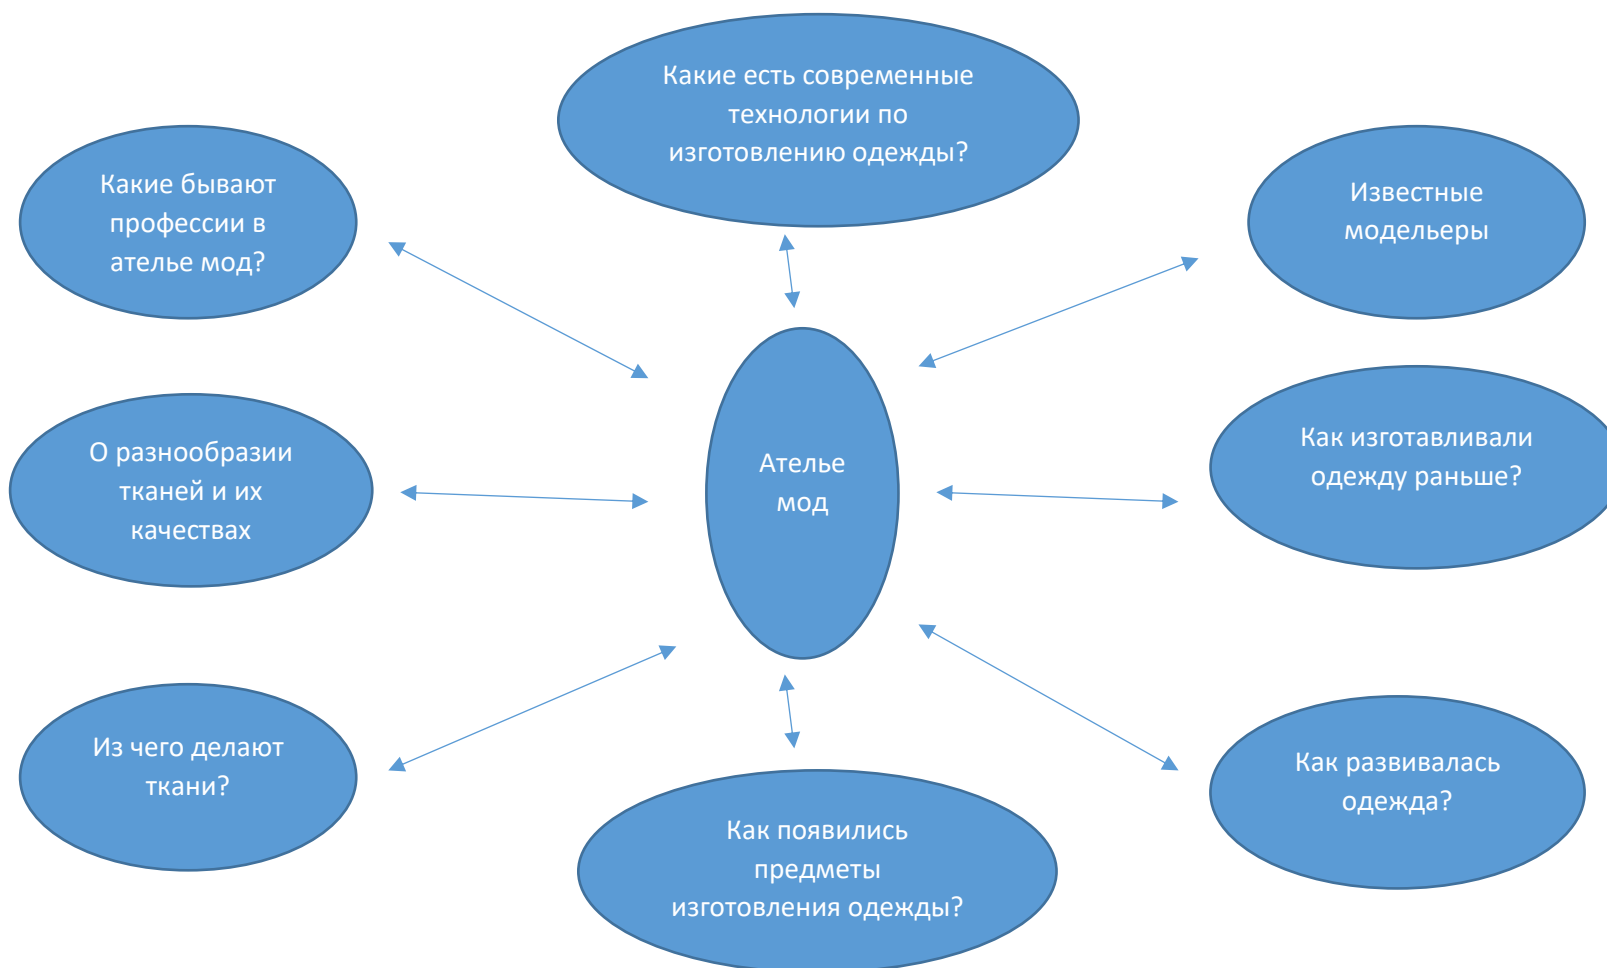 Какие есть современные
технологии по
изготовлению одежды?
Какие бывают
профессии в
ателье мод?
Известные
модельеры
О разнообразии
тканей и их
качествах
Ателье
мод
Как изготавливали
одежду раньше?
Из чего делают
ткани?
Как появились
предметы
изготовления одежды?
Как развивалась
одежда?